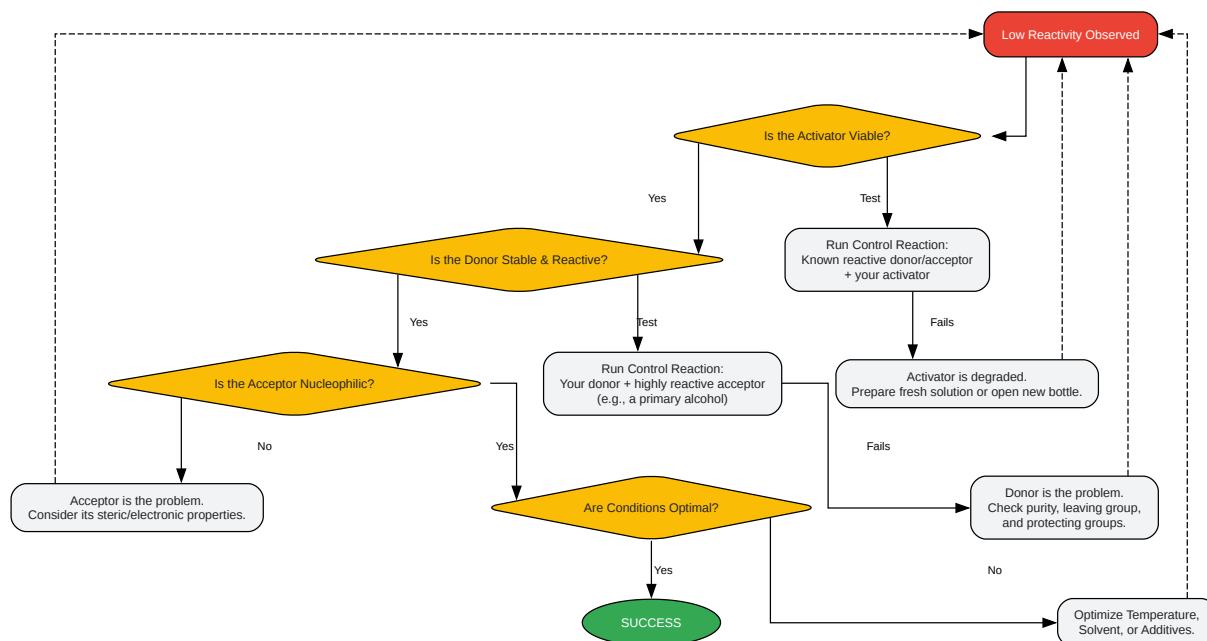 Low Reactivity Observed
Is the Activator Viable?
Yes
Test
Run Control Reaction:
Known reactive donor/acceptor
+ your activator
Is the Donor Stable & Reactive?
Yes
Test
Fails
Run Control Reaction:
Your donor + highly reactive acceptor
(e.g., a primary alcohol)
Activator is degraded.
Prepare fresh solution or open new bottle.
Is the Acceptor Nucleophilic?
No
Yes
Fails
Acceptor is the problem.
Consider its steric/electronic properties.
Are Conditions Optimal?
Donor is the problem.
Check purity, leaving group,
and protecting groups.
Yes
No
SUCCESS
Optimize Temperature,
Solvent, or Additives.